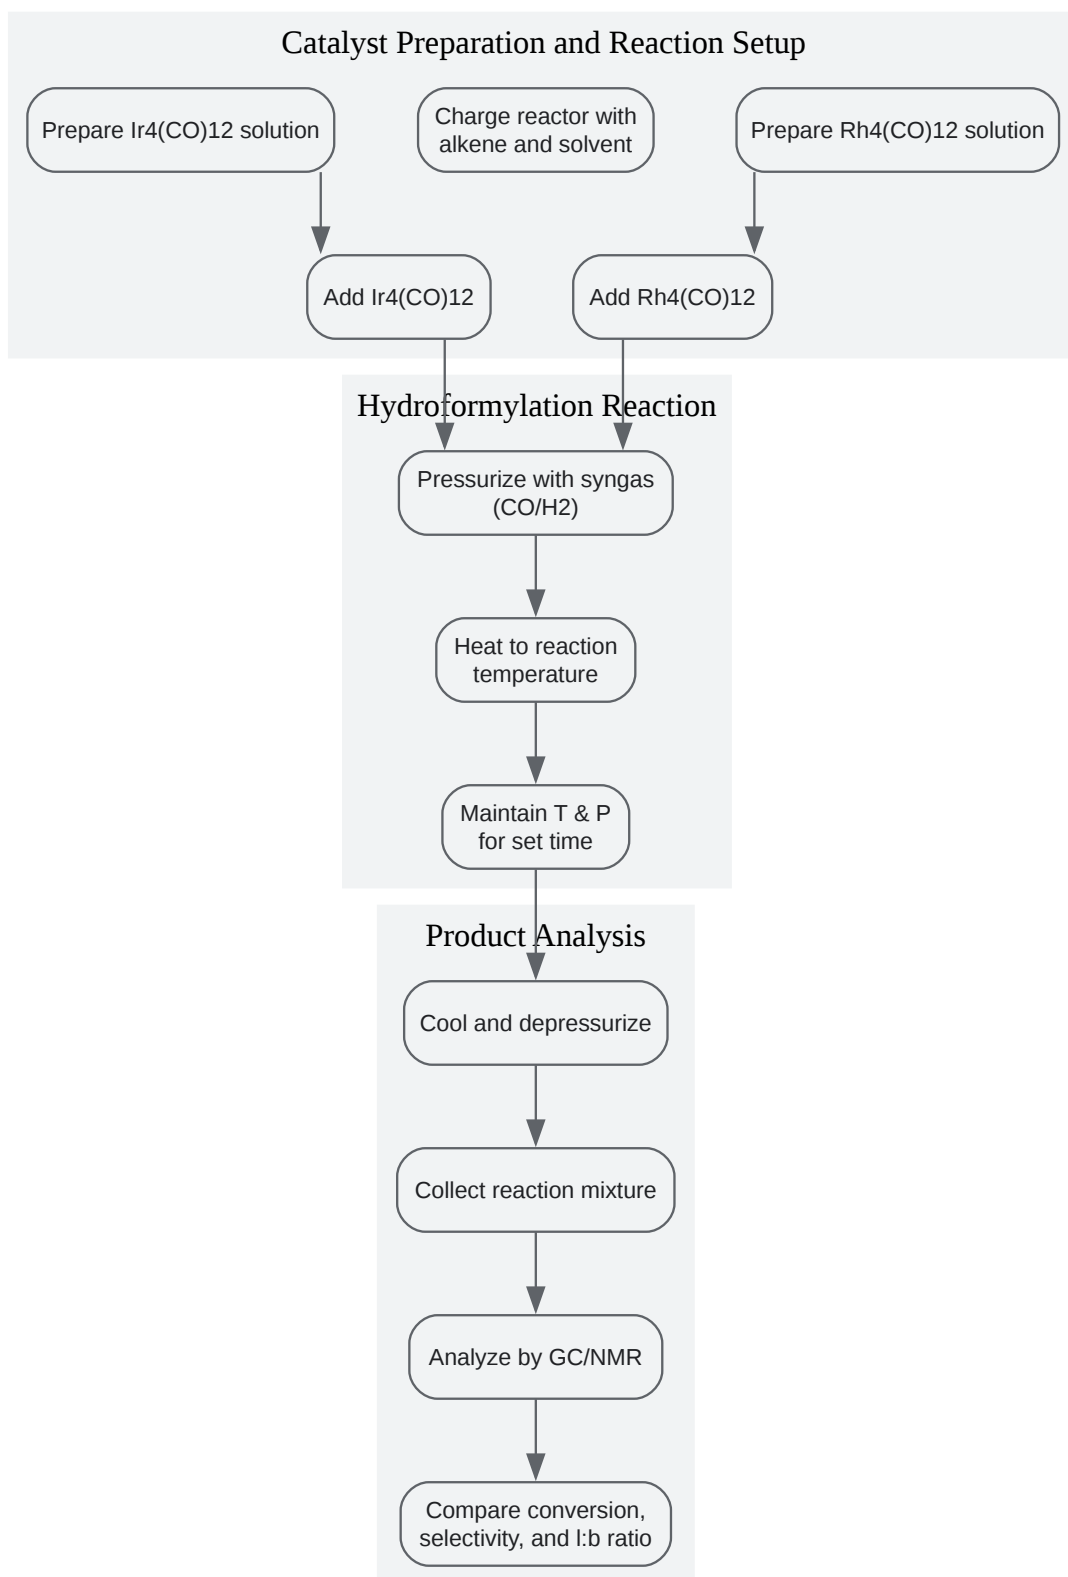 Catalyst Preparation and Reaction Setup
Prepare Ir4(CO)12 solution
Charge reactor with
alkene and solvent
Prepare Rh4(CO)12 solution
Add Ir4(CO)12
Add Rh4(CO)12
Hydroformylation Reaction
Pressurize with syngas
(CO/H2)
Heat to reaction
temperature
Maintain T & P
for set time
Product Analysis
Cool and depressurize
Collect reaction mixture
Analyze by GC/NMR
Compare conversion,
selectivity, and l:b ratio